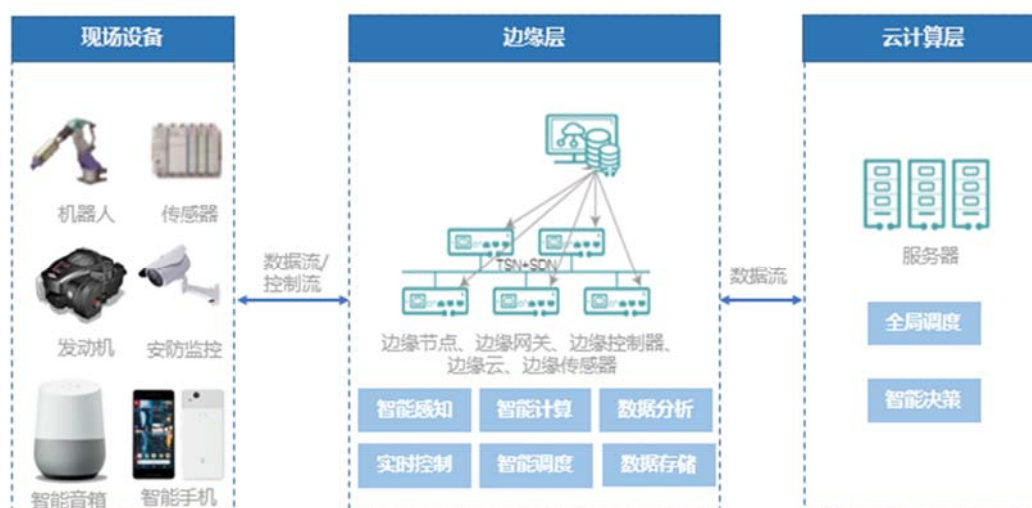 现场设备
边缘层
云计算层
机器人
传感器
发动机
安防监控
智能音箱
智能手机
数据流/
控制流
TSN+SDN
边缘节点、边缘网关、边缘控制器、
边缘云、边缘传感器
智能感知
智能计算
数据分析
实时控制
智能调度
数据存储
数据流
服务器
全局调度
智能决策